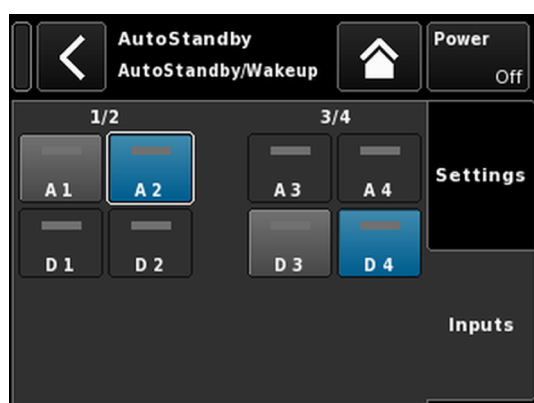 AutoStandby
AutoStandby/Wakeup
Power
Off
1/2
3/4
A 1
A 2
A 3
A 4
Settings
D 1
D 2
D 3
D 4
Inputs